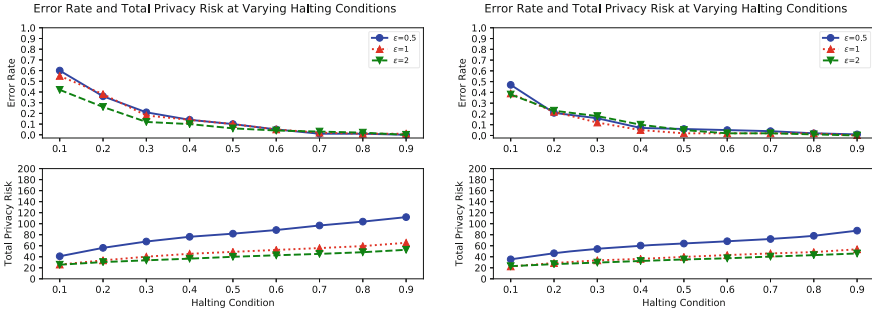 Error Rate and Total Privacy Risk at Varying Halting Conditions
Error Rate
1.0
0.9
0.8
0.7
0.6
0.5
0.4
0.3
0.2
0.1
0.0
ε=0.5
ε=1
ε=2
0.1 0.2 0.3 0.4 0.5 0.6 0.7 0.8 0.9
Total Privacy Risk
200
180
160
140
120
100
80
60
40
20
0
0.1 0.2 0.3 0.4 0.5 0.6 0.7 0.8 0.9
Halting Condition
Error Rate and Total Privacy Risk at Varying Halting Conditions
Error Rate
1.0
0.9
0.8
0.7
0.6
0.5
0.4
0.3
0.2
0.1
0.0
ε=0.5
ε=1
ε=2
0.1 0.2 0.3 0.4 0.5 0.6 0.7 0.8 0.9
Total Privacy Risk
200
180
160
140
120
100
80
60
40
20
0
0.1 0.2 0.3 0.4 0.5 0.6 0.7 0.8 0.9
Halting Condition